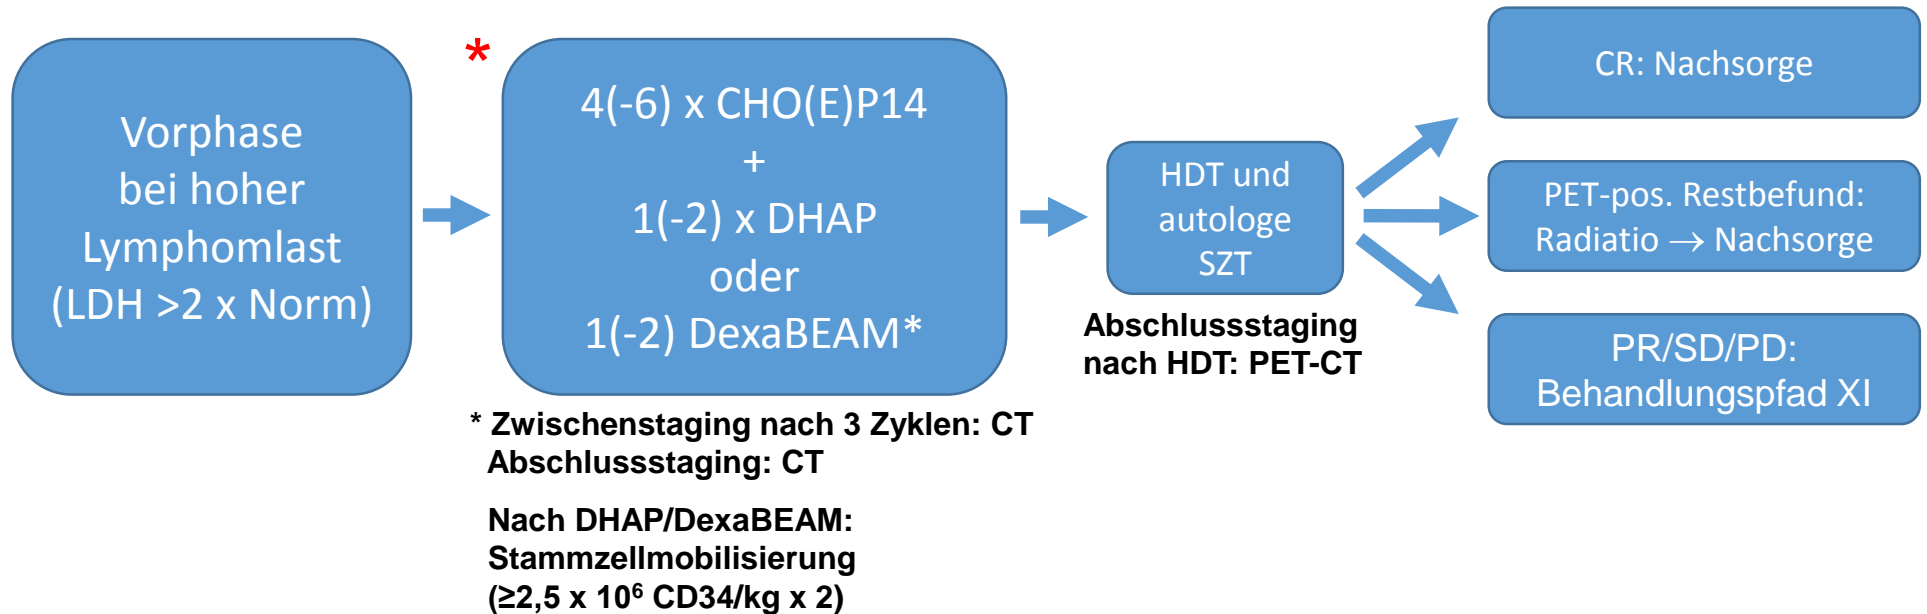 Vorphase
bei hoher
Lymphomlast
(LDH >2 x Norm)
*
4(-6) x CHO(E)P14
+
1(-2) x DHAP
oder
1(-2) DexaBEAM*
* Zwischenstaging nach 3 Zyklen: CT
Abschlussstaging: CT
Nach DHAP/DexaBEAM:
Stammzellmobilisierung
(≥2,5 x 10⁶ CD34/kg x 2)
HDT und
autologe
SZT
Abschlussstaging
nach HDT: PET-CT
CR: Nachsorge
PET-pos. Restbefund:
Radiatio → Nachsorge
PR/SD/PD:
Behandlungspfad XI